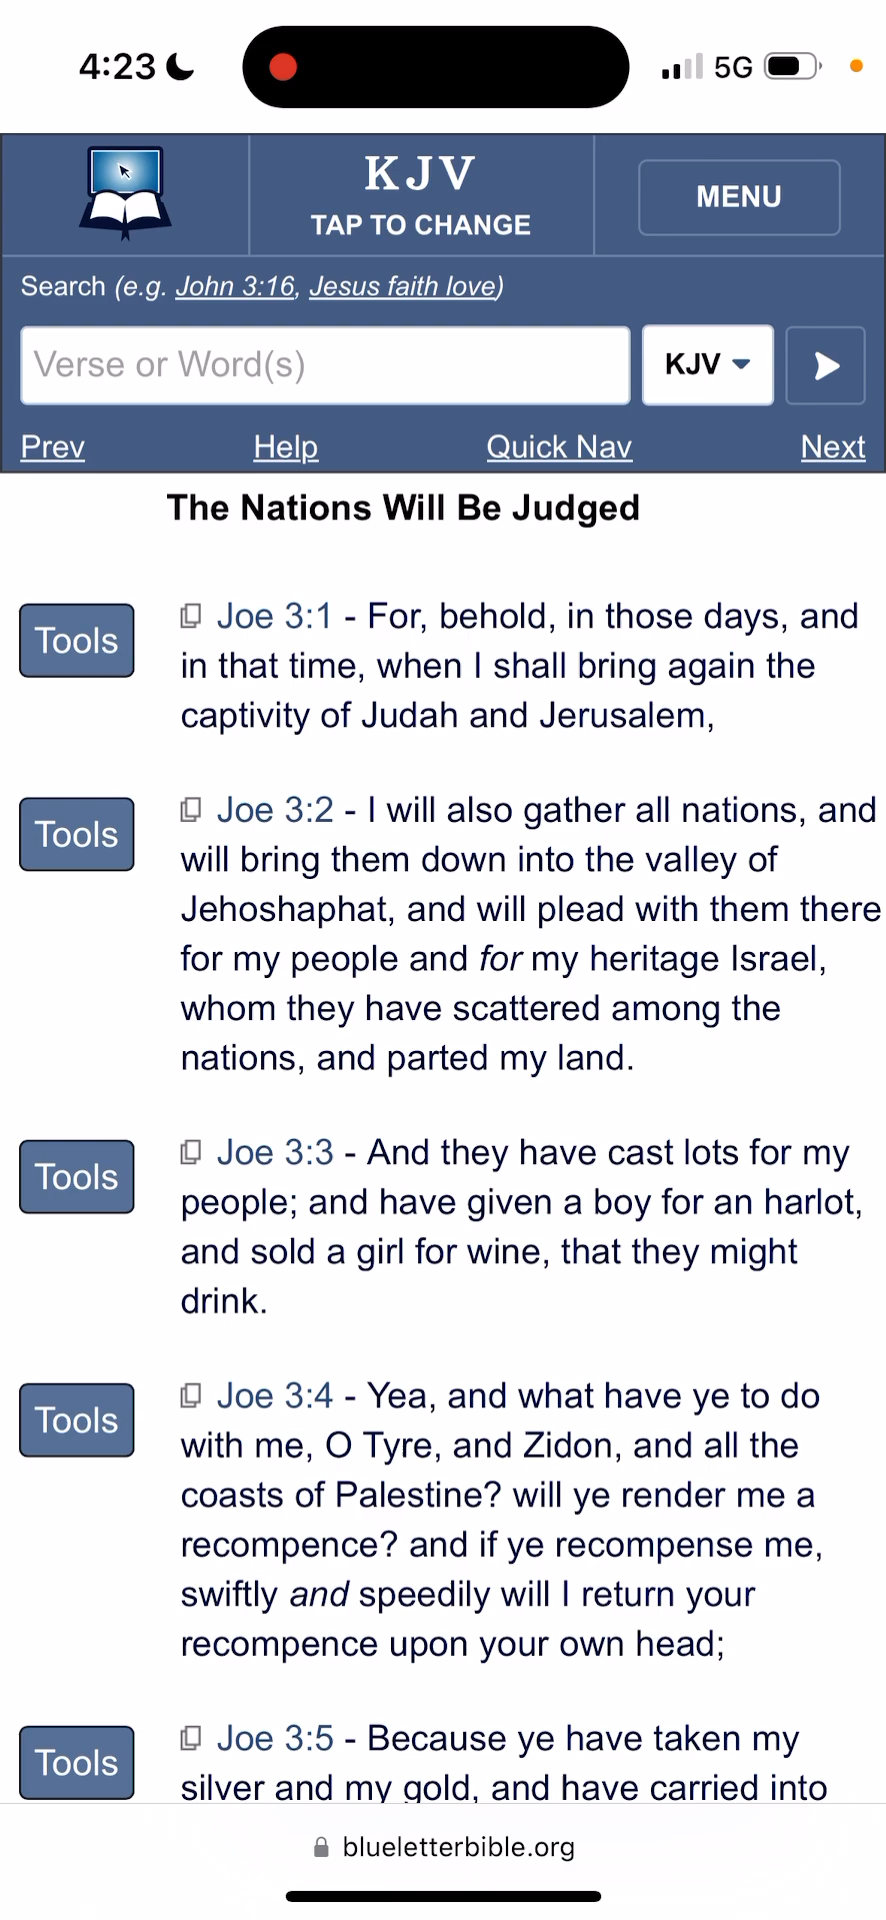 4:23
5G
KJV
TAP TO CHANGE
MENU
Search (e.g. John 3:16, Jesus faith love)
Verse or Word(s)
KJV
Prev Help Quick Nav Next
The Nations Will Be Judged
Tools
Joe 3:1 - For, behold, in those days, and
in that time, when I shall bring again the
captivity of Judah and Jerusalem,
Tools
Joe 3:2 - I will also gather all nations, and
will bring them down into the valley of
Jehoshaphat, and will plead with them there
for my people and for my heritage Israel,
whom they have scattered among the
nations, and parted my land.
Tools
Joe 3:3 - And they have cast lots for my
people; and have given a boy for an harlot,
and sold a girl for wine, that they might
drink.
Tools
Joe 3:4 - Yea, and what have ye to do
with me, O Tyre, and Zidon, and all the
coasts of Palestine? will ye render me a
recompence? and if ye recompense me,
swiftly and speedily will I return your
recompence upon your own head;
Tools
Joe 3:5 - Because ye have taken my
silver and my gold, and have carried into
blueletterbible.org